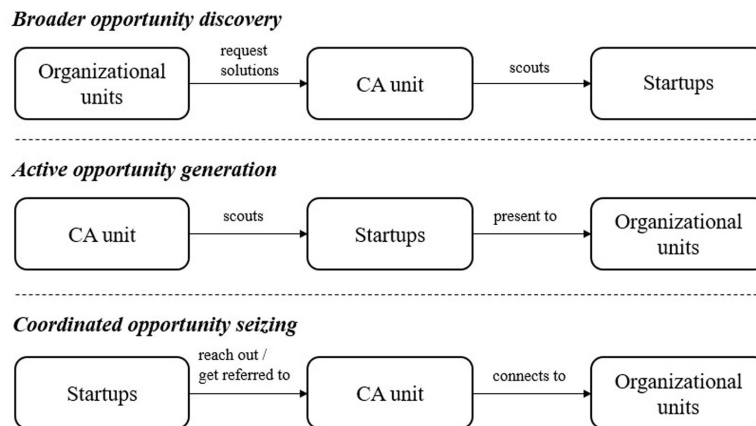 Broader opportunity discovery
request
solutions
Organizational
units
CA unit
scouts
Startups
Active opportunity generation
CA unit
scouts
Startups
present to
Organizational
units
Coordinated opportunity seizing
Startups
reach out /
get referred to
CA unit
connects to
Organizational
units